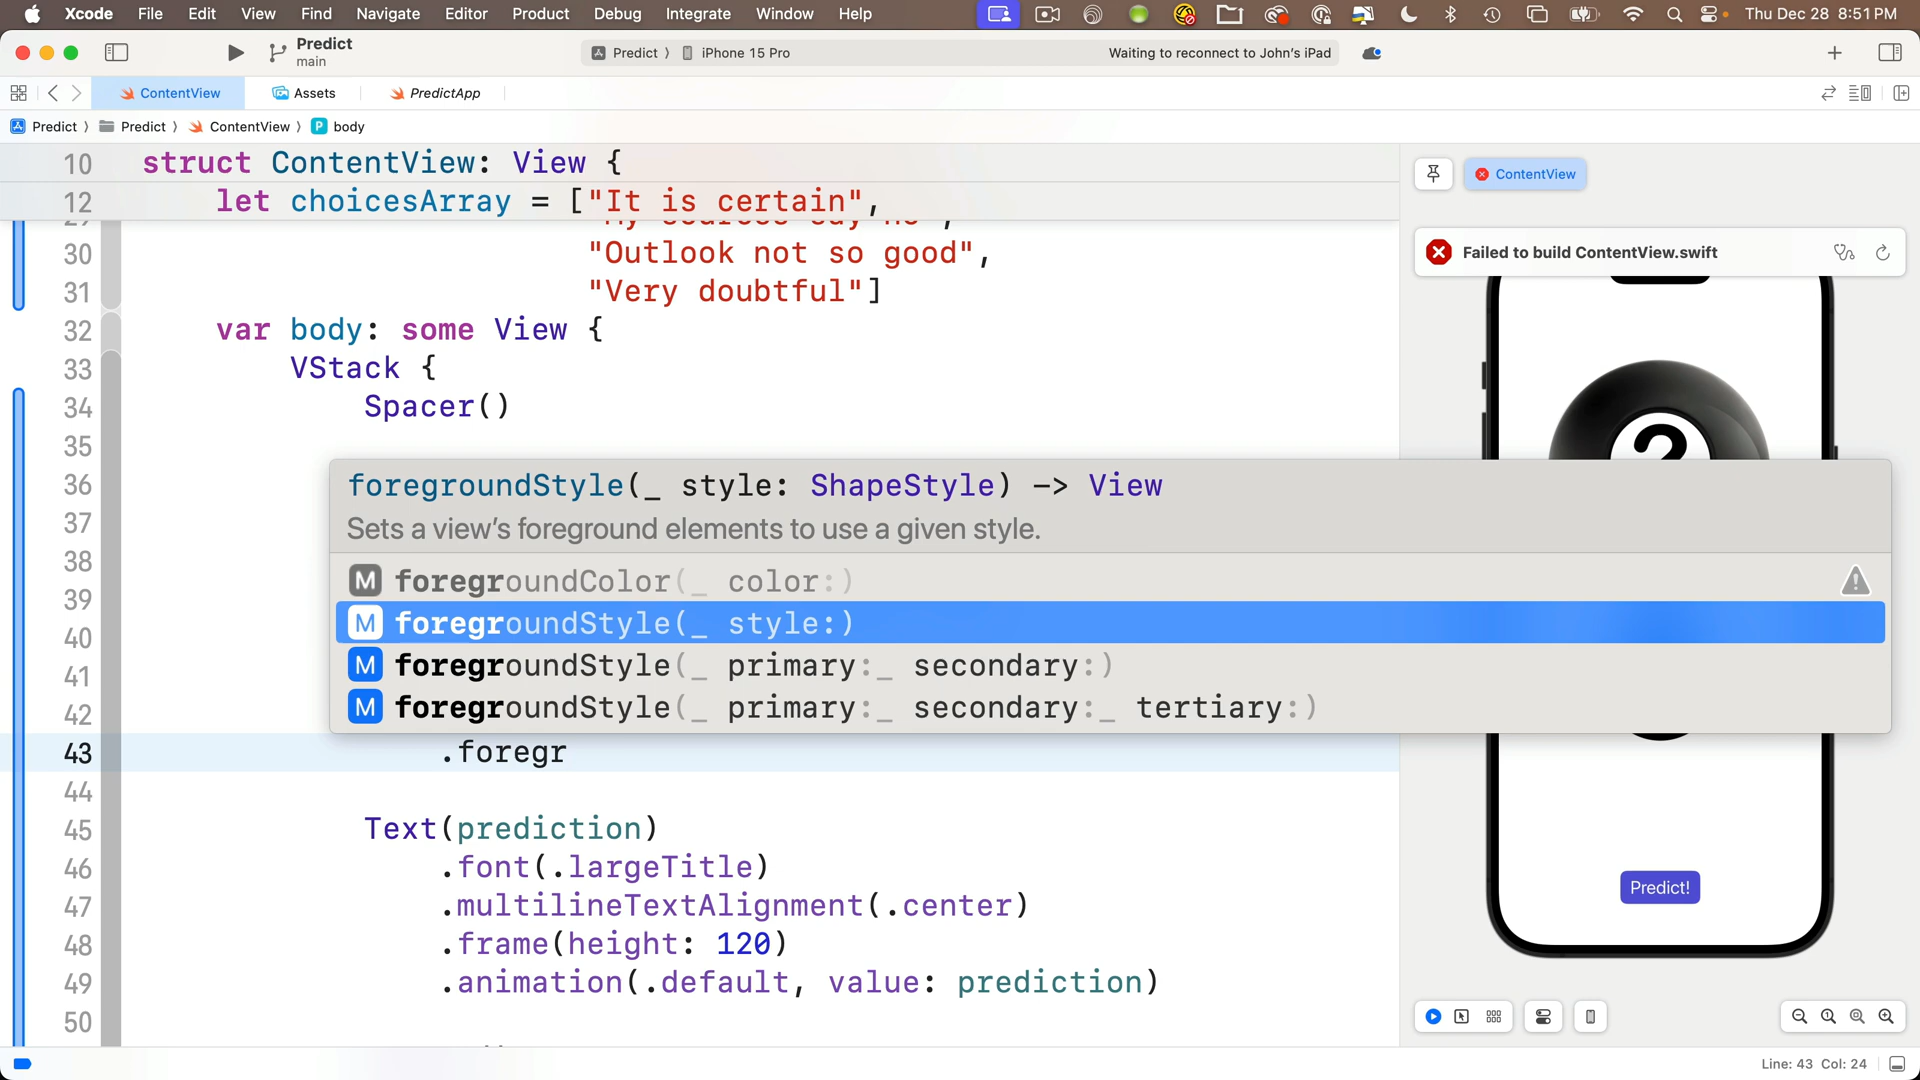 Xcode File Edit View Find Navigate Editor Product Debug Integrate Window Help Thu Dec 28 8:51 PM
Predict
main
Predict 〉 iPhone 15 Pro Waiting to reconnect to John's iPad
ContentView Assets PredictApp
Predict 〉 Predict 〉 ContentView 〉 P body
10 struct ContentView: View {
12 let choicesArray = ["It is certain",
30 "Outlook not so good",
31 "Very doubtful"]
32 var body: some View {
33 VStack {
34 Spacer()
35
36
37
38
39
40
41
42
foregroundStyle(_ style: ShapeStyle) -> View
Sets a view's foreground elements to use a given style.
M foregroundColor(_ color:)
M foregroundStyle(_ style:)
M foregroundStyle(_ primary:_ secondary:)
M foregroundStyle(_ primary:_ secondary:_ tertiary:)
43 .foregr
44
45 Text(prediction)
46 .font(.largeTitle)
47 .multilineTextAlignment(.center)
48 .frame(height: 120)
49 .animation(.default, value: prediction)
50
ContentView
Failed to build ContentView.swift
?
Predict!
Line: 43 Col: 24